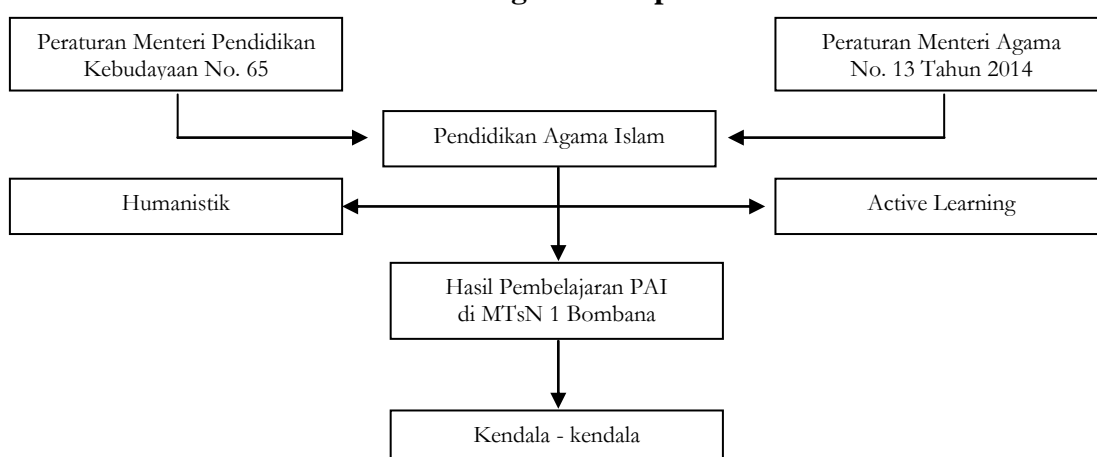 Peraturan Menteri Pendidikan
Kebudayaan No. 65
Peraturan Menteri Agama
No. 13 Tahun 2014
Pendidikan Agama Islam
Humanistik
Active Learning
Hasil Pembelajaran PAI
di MTsN 1 Bombana
Kendala - kendala